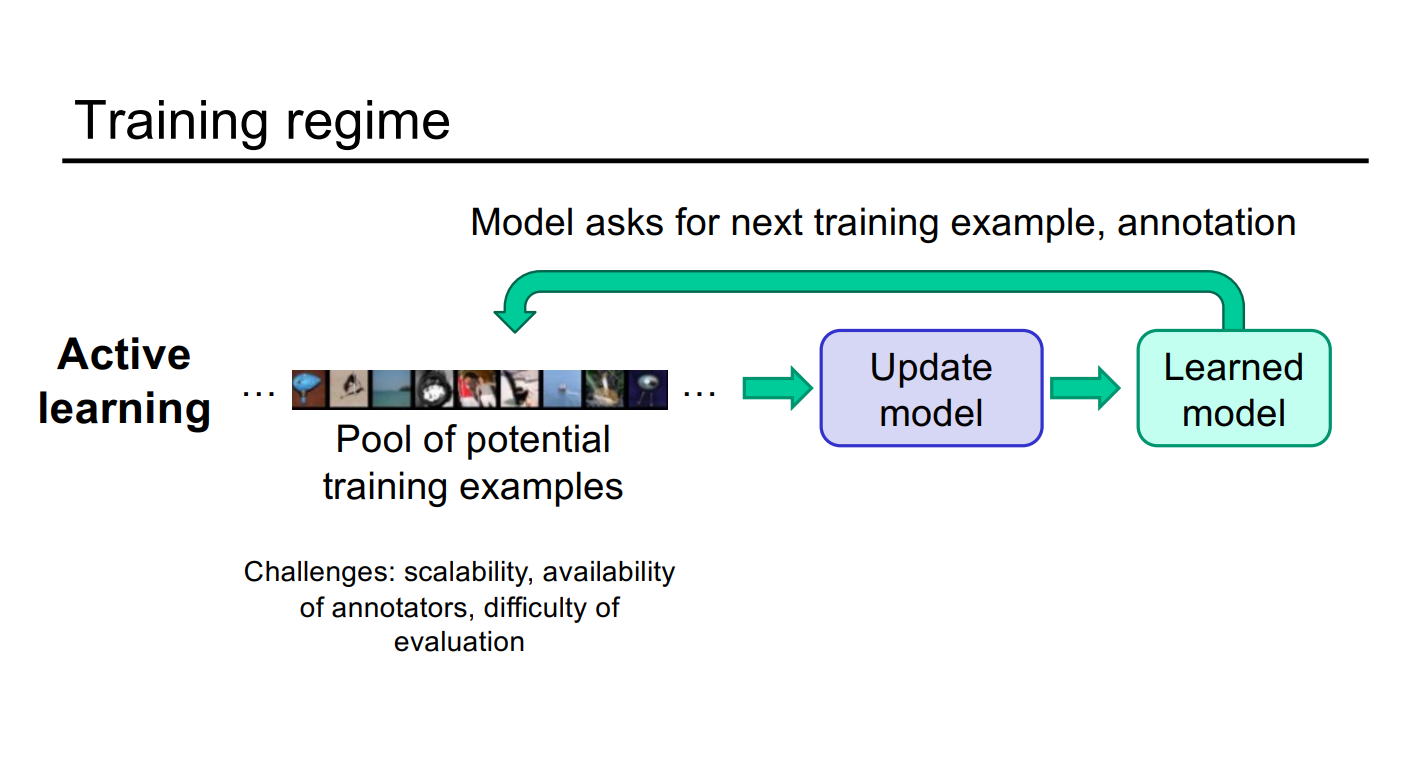 Training regime
Model asks for next training example, annotation
Active
learning
…
…
Update
model
Learned
model
Pool of potential
training examples
Challenges: scalability, availability
of annotators, difficulty of
evaluation